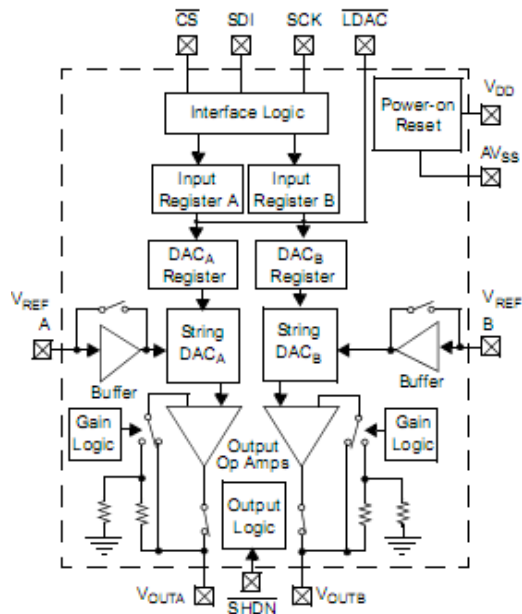 CS SDI SCK LDAC
Interface Logic
Power-on
Reset
VDD
AVSS
Input
Register A
Input
Register B
DACA
Register
DACB
Register
VREF
A
String
DACA
String
DACB
VREF
B
Buffer
Buffer
Gain
Logic
Output
Op Amps
Gain
Logic
Output
Logic
VOUTA
SHDN
VOUTB